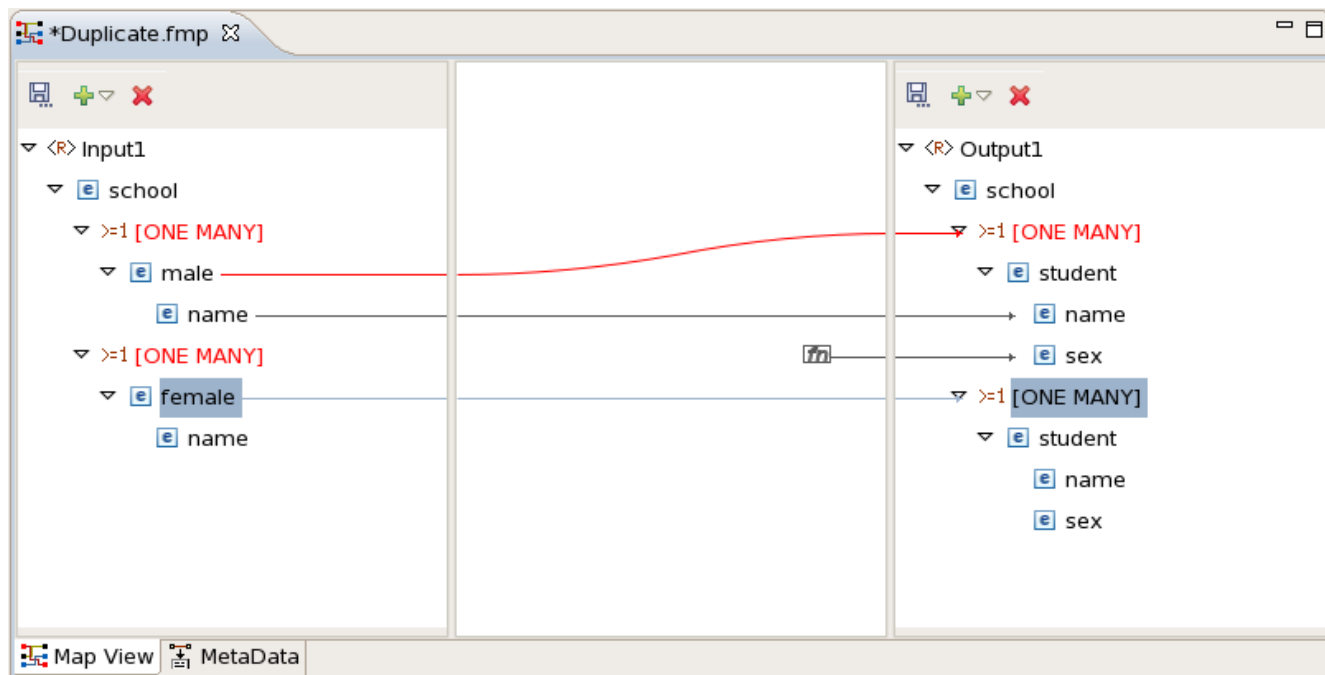 *Duplicate.fmp
<R> Input1
e school
>=1 [ONE MANY]
e male
e name
>=1 [ONE MANY]
e female
e name
fn
<R> Output1
e school
>=1 [ONE MANY]
e student
e name
e sex
>=1 [ONE MANY]
e student
e name
e sex
Map View MetaData